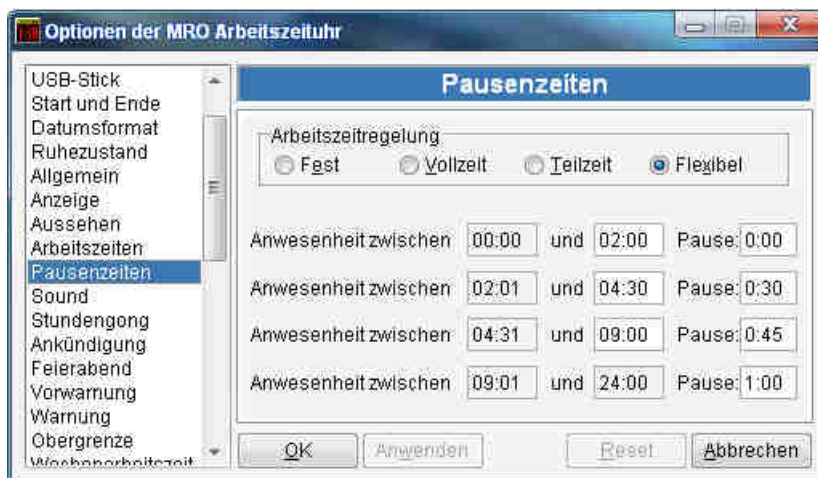 Optionen der MRO Arbeitszeituhr
USB-Stick
Start und Ende
Datumsformat
Ruhezustand
Allgemein
Anzeige
Aussehen
Arbeitszeiten
Pausenzeiten
Sound
Stundengong
Ankündigung
Feierabend
Vorwarnung
Warnung
Obergrenze
Wochenarbeitszeit
Pausenzeiten
Arbeitszeitregelung
Fest Vollzeit Teilzeit Flexibel
Anwesenheit zwischen 00:00 und 02:00 Pause: 0:00
Anwesenheit zwischen 02:01 und 04:30 Pause: 0:30
Anwesenheit zwischen 04:31 und 09:00 Pause: 0:45
Anwesenheit zwischen 09:01 und 24:00 Pause: 1:00
OK Anwenden Reset Abbrechen